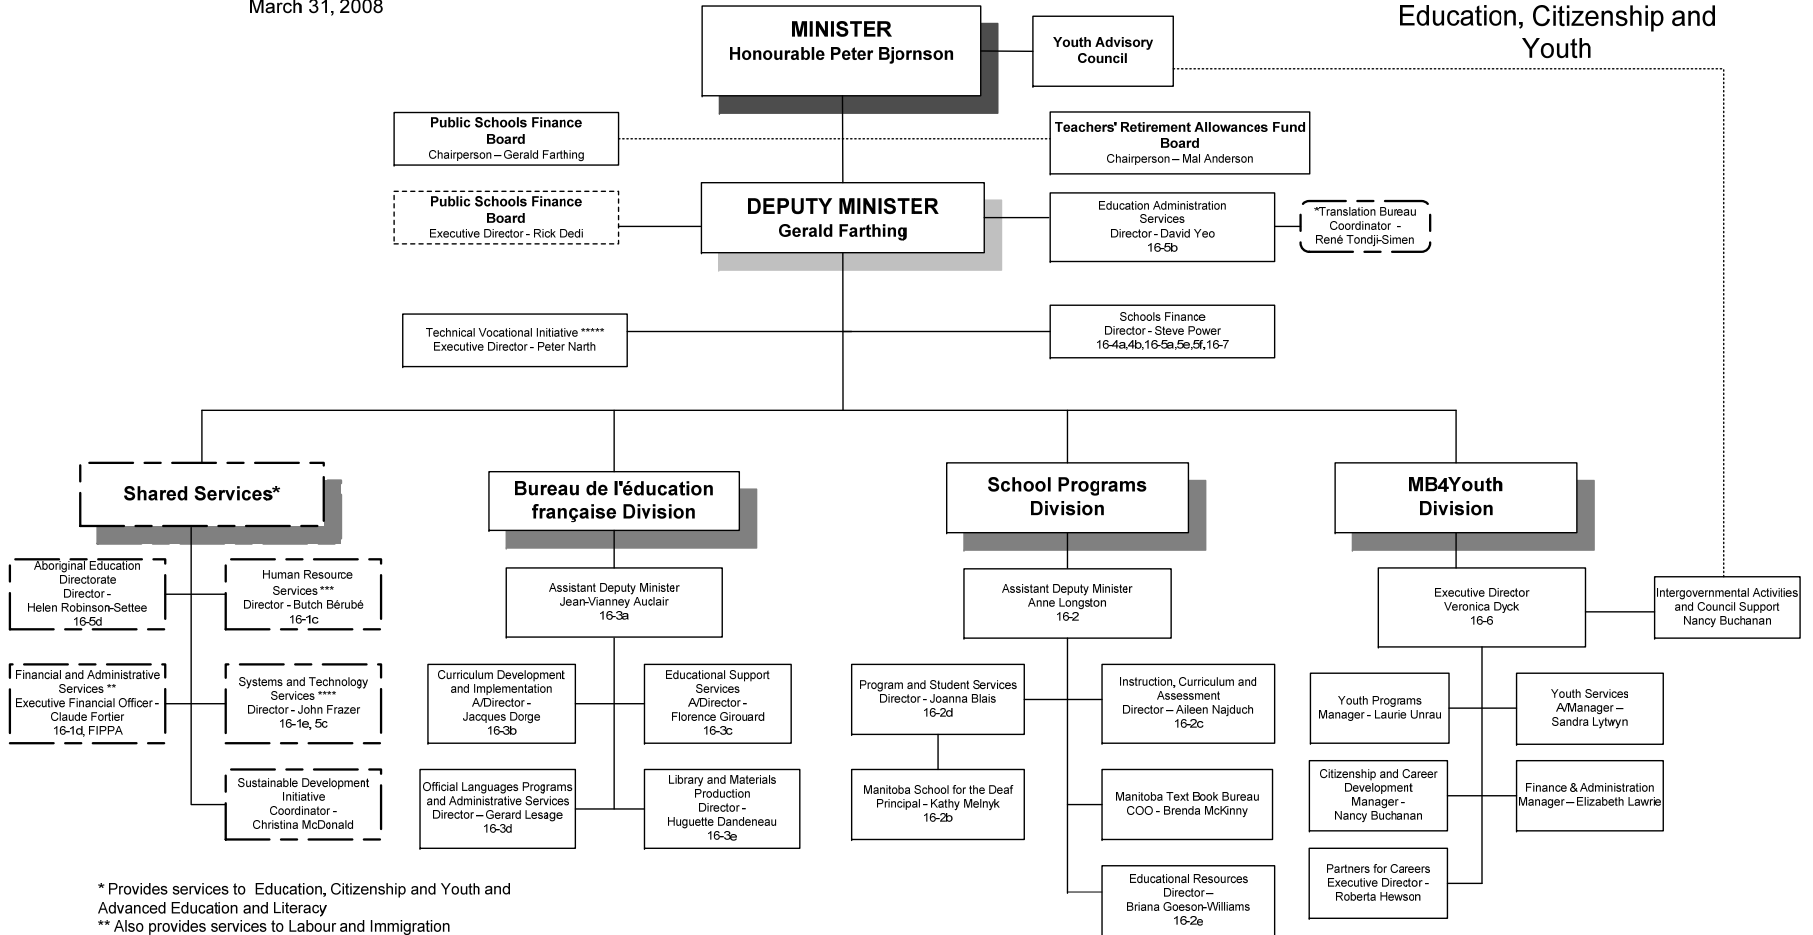 March 31, 2008
Education, Citizenship and
Youth
MINISTER
Honourable Peter Bjornson
Youth Advisory
Council
Public Schools Finance
Board
Chairperson – Gerald Farthing
Teachers' Retirement Allowances Fund
Board
Chairperson – Mal Anderson
Public Schools Finance
Board
Executive Director - Rick Dedi
DEPUTY MINISTER
Gerald Farthing
Education Administration
Services
Director - David Yeo
16-5b
*Translation Bureau
Coordinator -
René Tondji-Simen
Technical Vocational Initiative *****
Executive Director - Peter Narth
Schools Finance
Director - Steve Power
16-4a,4b,16-5a,5e,5f,16-7
Shared Services*
Bureau de l'éducation
française Division
School Programs
Division
MB4Youth
Division
Aboriginal Education
Directorate
Director -
Helen Robinson-Settee
16-5d
Human Resource
Services ***
Director - Butch Bérubé
16-1c
Financial and Administrative
Services **
Executive Financial Officer -
Claude Fortier
16-1d, FIPPA
Systems and Technology
Services ****
Director - John Frazer
16-1e, 5c
Sustainable Development
Initiative
Coordinator -
Christina McDonald
Assistant Deputy Minister
Jean-Vianney Auclair
16-3a
Curriculum Development
and Implementation
A/Director -
Jacques Dorge
16-3b
Educational Support
Services
A/Director -
Florence Girouard
16-3c
Official Languages Programs
and Administrative Services
Director – Gerard Lesage
16-3d
Library and Materials
Production
Director -
Huguette Dandeneau
16-3e
Assistant Deputy Minister
Anne Longston
16-2
Program and Student Services
Director - Joanna Blais
16-2d
Instruction, Curriculum and
Assessment
Director – Aileen Najduch
16-2c
Manitoba School for the Deaf
Principal - Kathy Melnyk
16-2b
Manitoba Text Book Bureau
COO - Brenda McKinny
Educational Resources
Director –
Briana Goeson-Williams
16-2e
Executive Director
Veronica Dyck
16-6
Intergovernmental Activities
and Council Support
Nancy Buchanan
Youth Programs
Manager - Laurie Unrau
Youth Services
A/Manager –
Sandra Lytwyn
Citizenship and Career
Development
Manager -
Nancy Buchanan
Finance & Administration
Manager – Elizabeth Lawrie
Partners for Careers
Executive Director -
Roberta Hewson
* Provides services to Education, Citizenship and Youth and
Advanced Education and Literacy
** Also provides services to Labour and Immigration